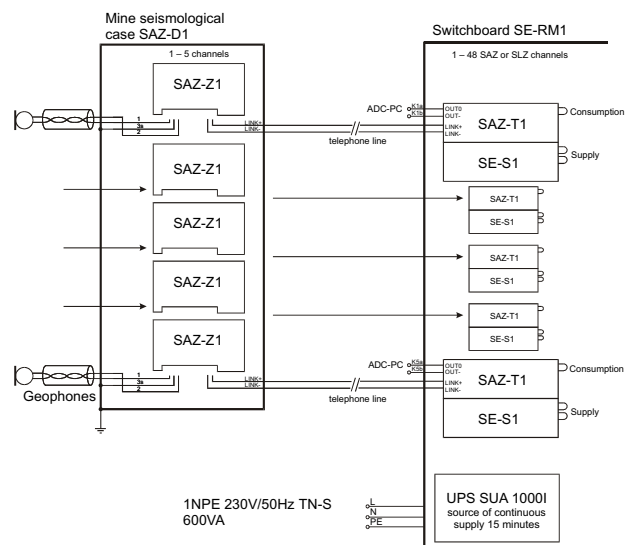 Mine seismological
case SAZ-D1
Switchboard SE-RM1
1 – 5 channels
1 – 48 SAZ or SLZ channels
SAZ-Z1
1
3s
2
LINK+
LINK-
telephone line
ADC-PC
K1a
K1b
OUT0
OUT-
LINK+
LINK-
SAZ-T1
Consumption
SE-S1
Supply
SAZ-Z1
SAZ-T1
SE-S1
SAZ-Z1
SAZ-T1
SE-S1
SAZ-Z1
SAZ-T1
SE-S1
SAZ-Z1
1
3s
2
Geophones
LINK+
LINK-
telephone line
ADC-PC
K5a
K5b
OUT0
OUT-
LINK+
LINK-
SAZ-T1
Consumption
SE-S1
Supply
1NPE 230V/50Hz TN-S
600VA
L
N
PE
UPS SUA 1000I
source of continuous
supply 15 minutes